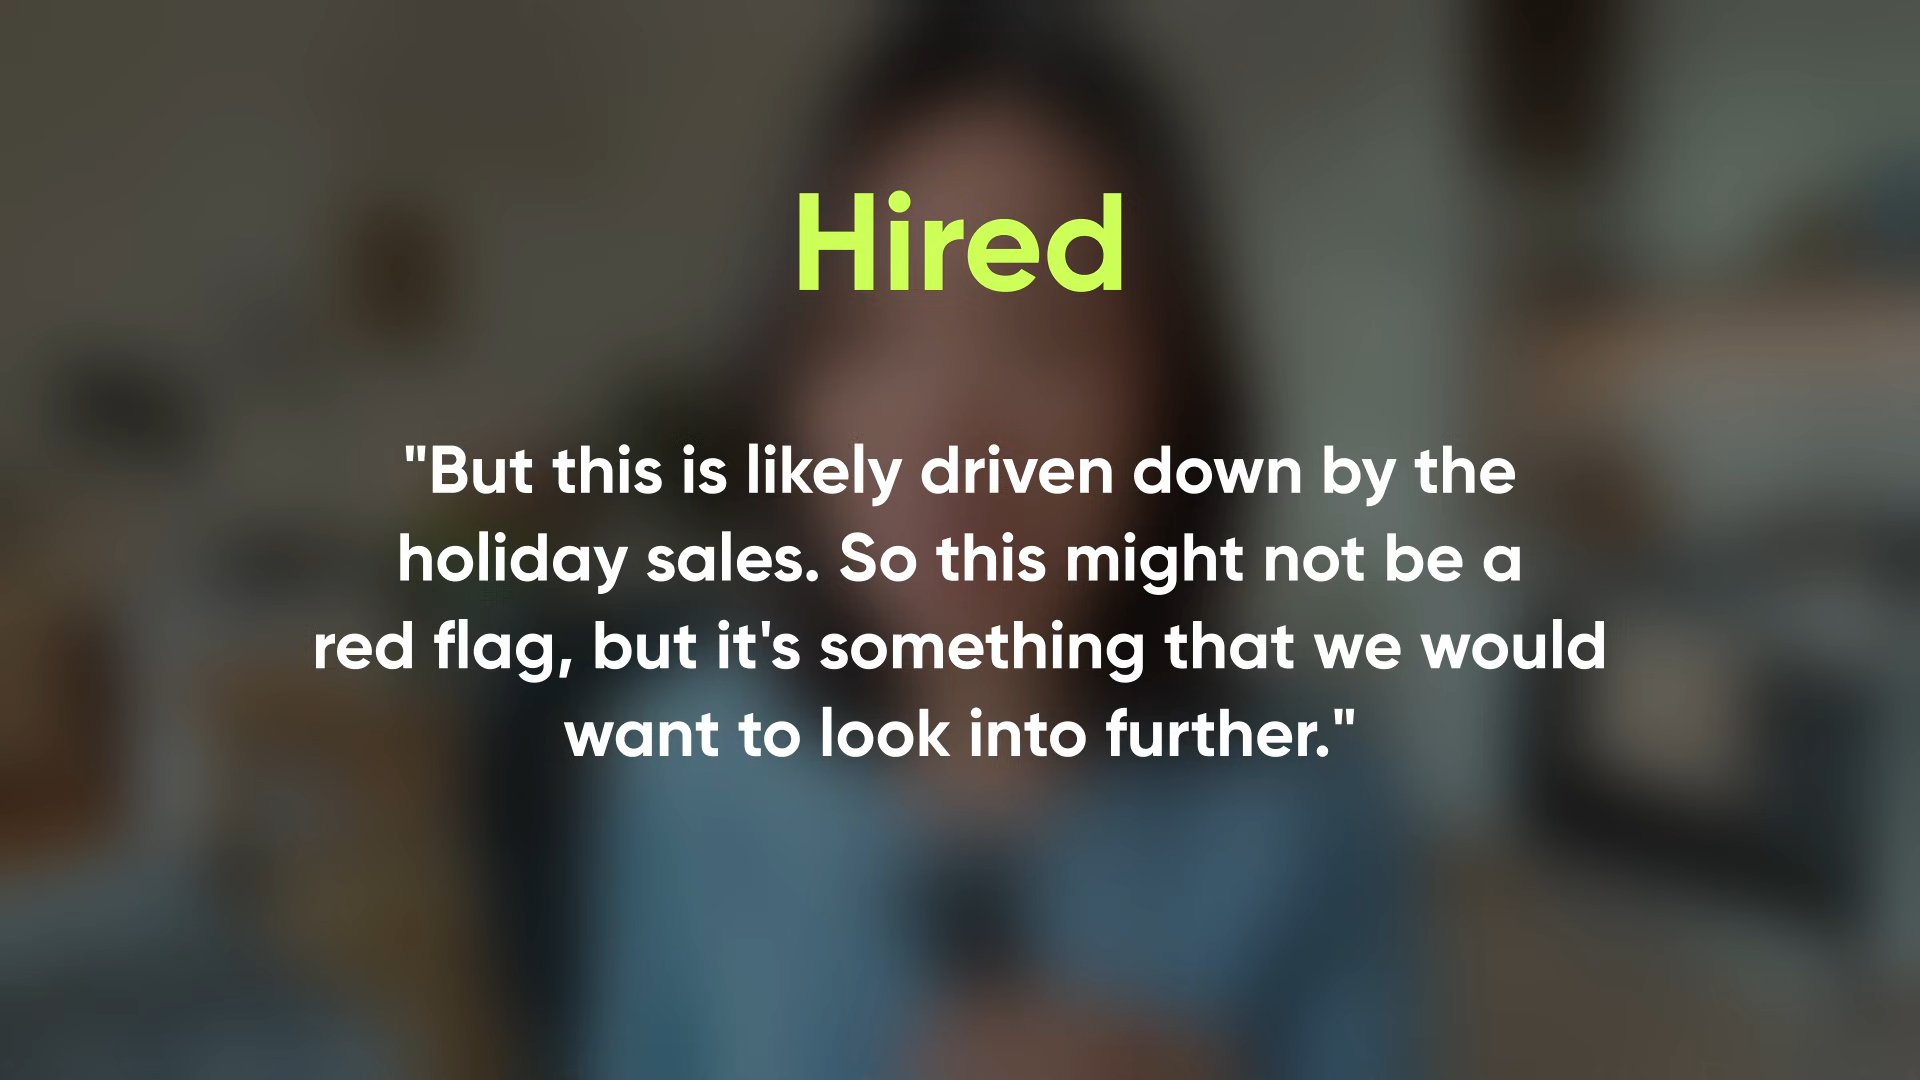 Hired
"But this is likely driven down by the
holiday sales. So this might not be a
red flag, but it's something that we would
want to look into further."